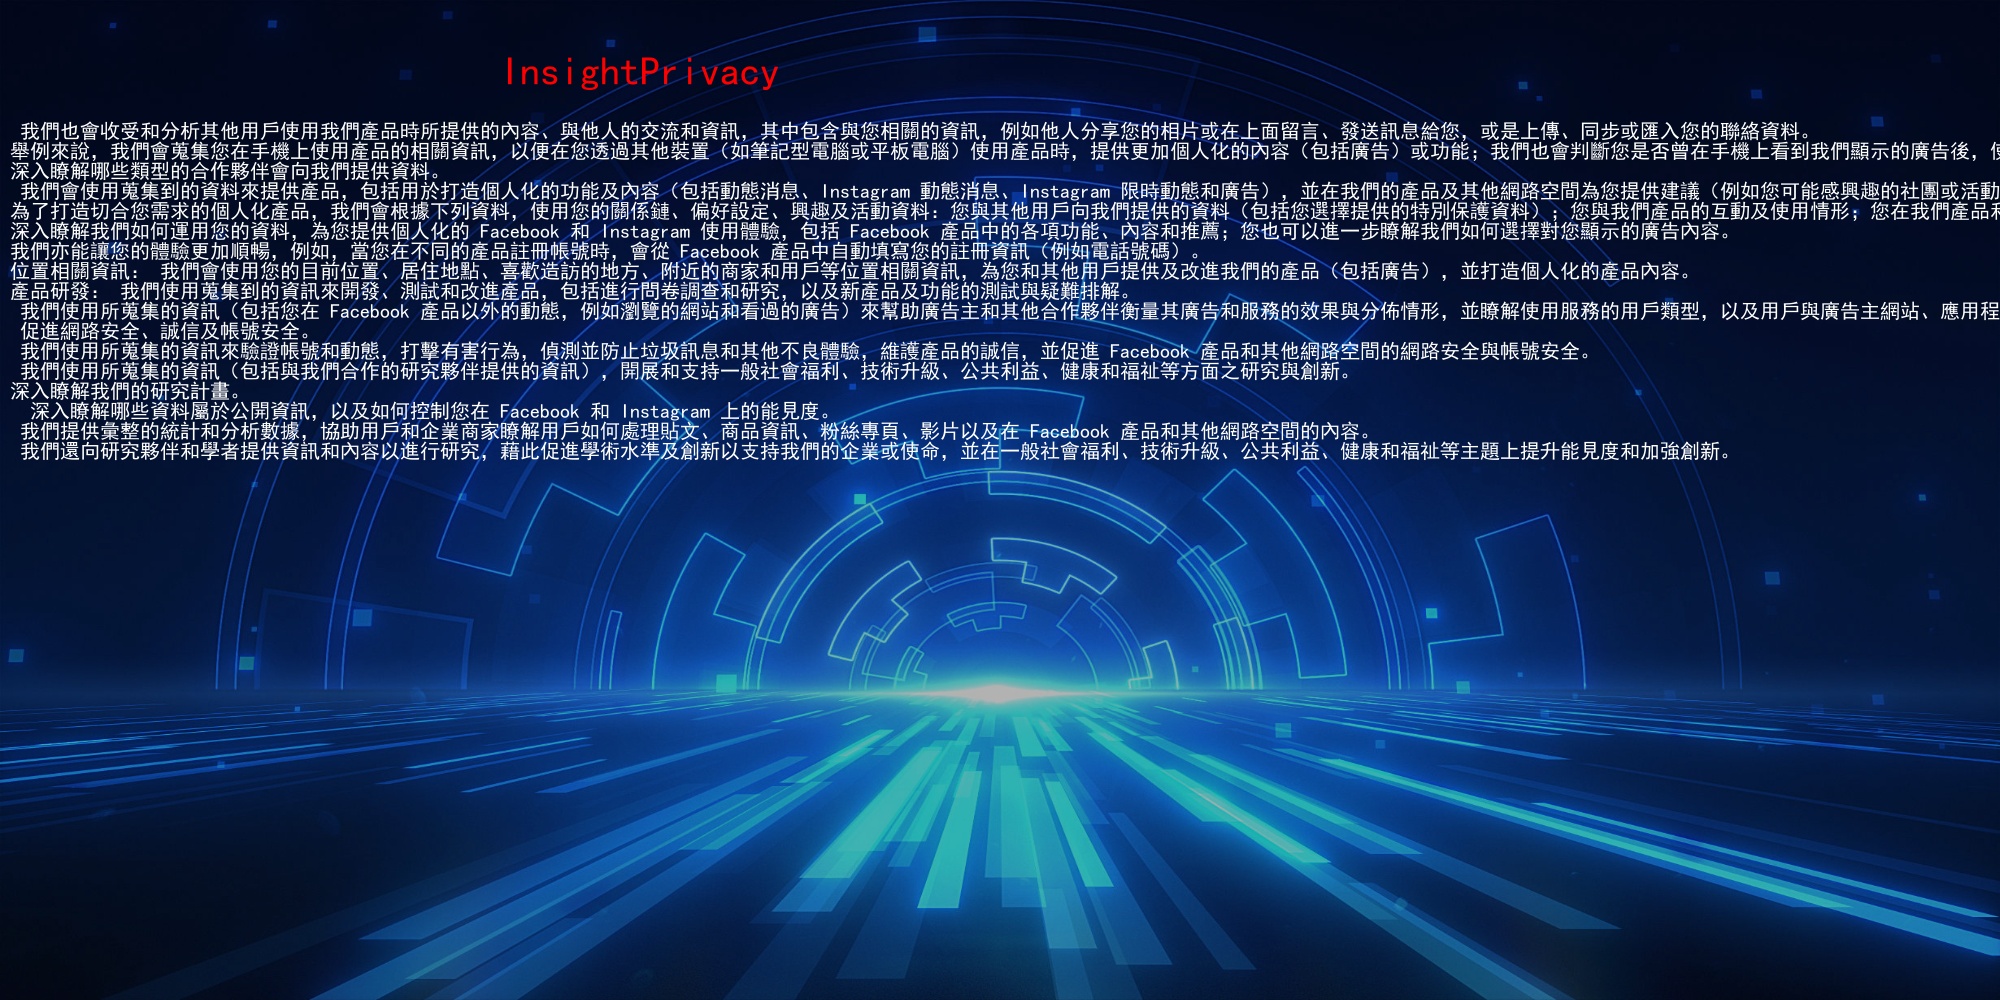 InsightPrivacy
我們也會收受和分析其他用戶使用我們產品時所提供的內容、與他人的交流和資訊，其中包含與您相關的資訊，例如他人分享您的相片或在上面留言、發送訊息給您，或是上傳、同步或匯入您的聯絡資料。
舉例來說，我們會蒐集您在手機上使用產品的相關資訊，以便在您透過其他裝置（如筆記型電腦或平板電腦）使用產品時，提供更加個人化的內容（包括廣告）或功能；我們也會判斷您是否曾在手機上看到我們顯示的廣告後，使
深入瞭解哪些類型的合作夥伴會向我們提供資料。
我們會使用蒐集到的資料來提供產品，包括用於打造個人化的功能及內容（包括動態消息、Instagram 動態消息、Instagram 限時動態和廣告），並在我們的產品及其他網路空間為您提供建議（例如您可能感興趣的社團或活動
為了打造切合您需求的個人化產品，我們會根據下列資料，使用您的關係鏈、偏好設定、興趣及活動資料：您與其他用戶向我們提供的資料（包括您選擇提供的特別保護資料）；您與我們產品的互動及使用情形；您在我們產品和
深入瞭解我們如何運用您的資料，為您提供個人化的 Facebook 和 Instagram 使用體驗，包括 Facebook 產品中的各項功能、內容和推薦；您也可以進一步瞭解我們如何選擇對您顯示的廣告內容。
我們亦能讓您的體驗更加順暢，例如，當您在不同的產品註冊帳號時，會從 Facebook 產品中自動填寫您的註冊資訊（例如電話號碼）。
位置相關資訊： 我們會使用您的目前位置、居住地點、喜歡造訪的地方、附近的商家和用戶等位置相關資訊，為您和其他用戶提供及改進我們的產品（包括廣告），並打造個人化的產品內容。
產品研發： 我們使用蒐集到的資訊來開發、測試和改進產品，包括進行問卷調查和研究，以及新產品及功能的測試與疑難排解。
我們使用所蒐集的資訊（包括您在 Facebook 產品以外的動態，例如瀏覽的網站和看過的廣告）來幫助廣告主和其他合作夥伴衡量其廣告和服務的效果與分佈情形，並瞭解使用服務的用戶類型，以及用戶與廣告主網站、應用程
促進網路安全、誠信及帳號安全。
我們使用所蒐集的資訊來驗證帳號和動態，打擊有害行為，偵測並防止垃圾訊息和其他不良體驗，維護產品的誠信，並促進 Facebook 產品和其他網路空間的網路安全與帳號安全。
我們使用所蒐集的資訊（包括與我們合作的研究夥伴提供的資訊），開展和支持一般社會福利、技術升級、公共利益、健康和福祉等方面之研究與創新。
深入瞭解我們的研究計畫。
深入瞭解哪些資料屬於公開資訊，以及如何控制您在 Facebook 和 Instagram 上的能見度。
我們提供彙整的統計和分析數據，協助用戶和企業商家瞭解用戶如何處理貼文、商品資訊、粉絲專頁、影片以及在 Facebook 產品和其他網路空間的內容。
我們還向研究夥伴和學者提供資訊和內容以進行研究，藉此促進學術水準及創新以支持我們的企業或使命，並在一般社會福利、技術升級、公共利益、健康和福祉等主題上提升能見度和加強創新。